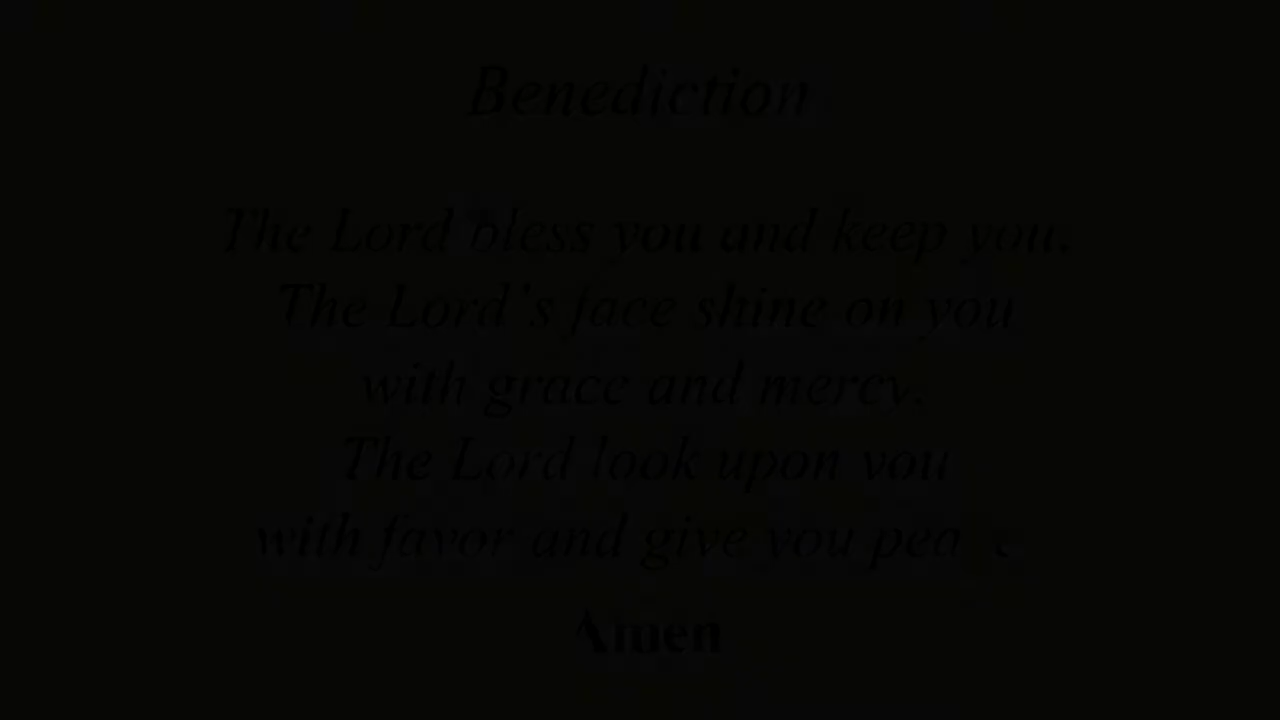 Benediction
The Lord bless you and keep you.
The Lord's face shine on you
with grace and mercy.
The Lord look upon you
with favor and give you peace
Amen